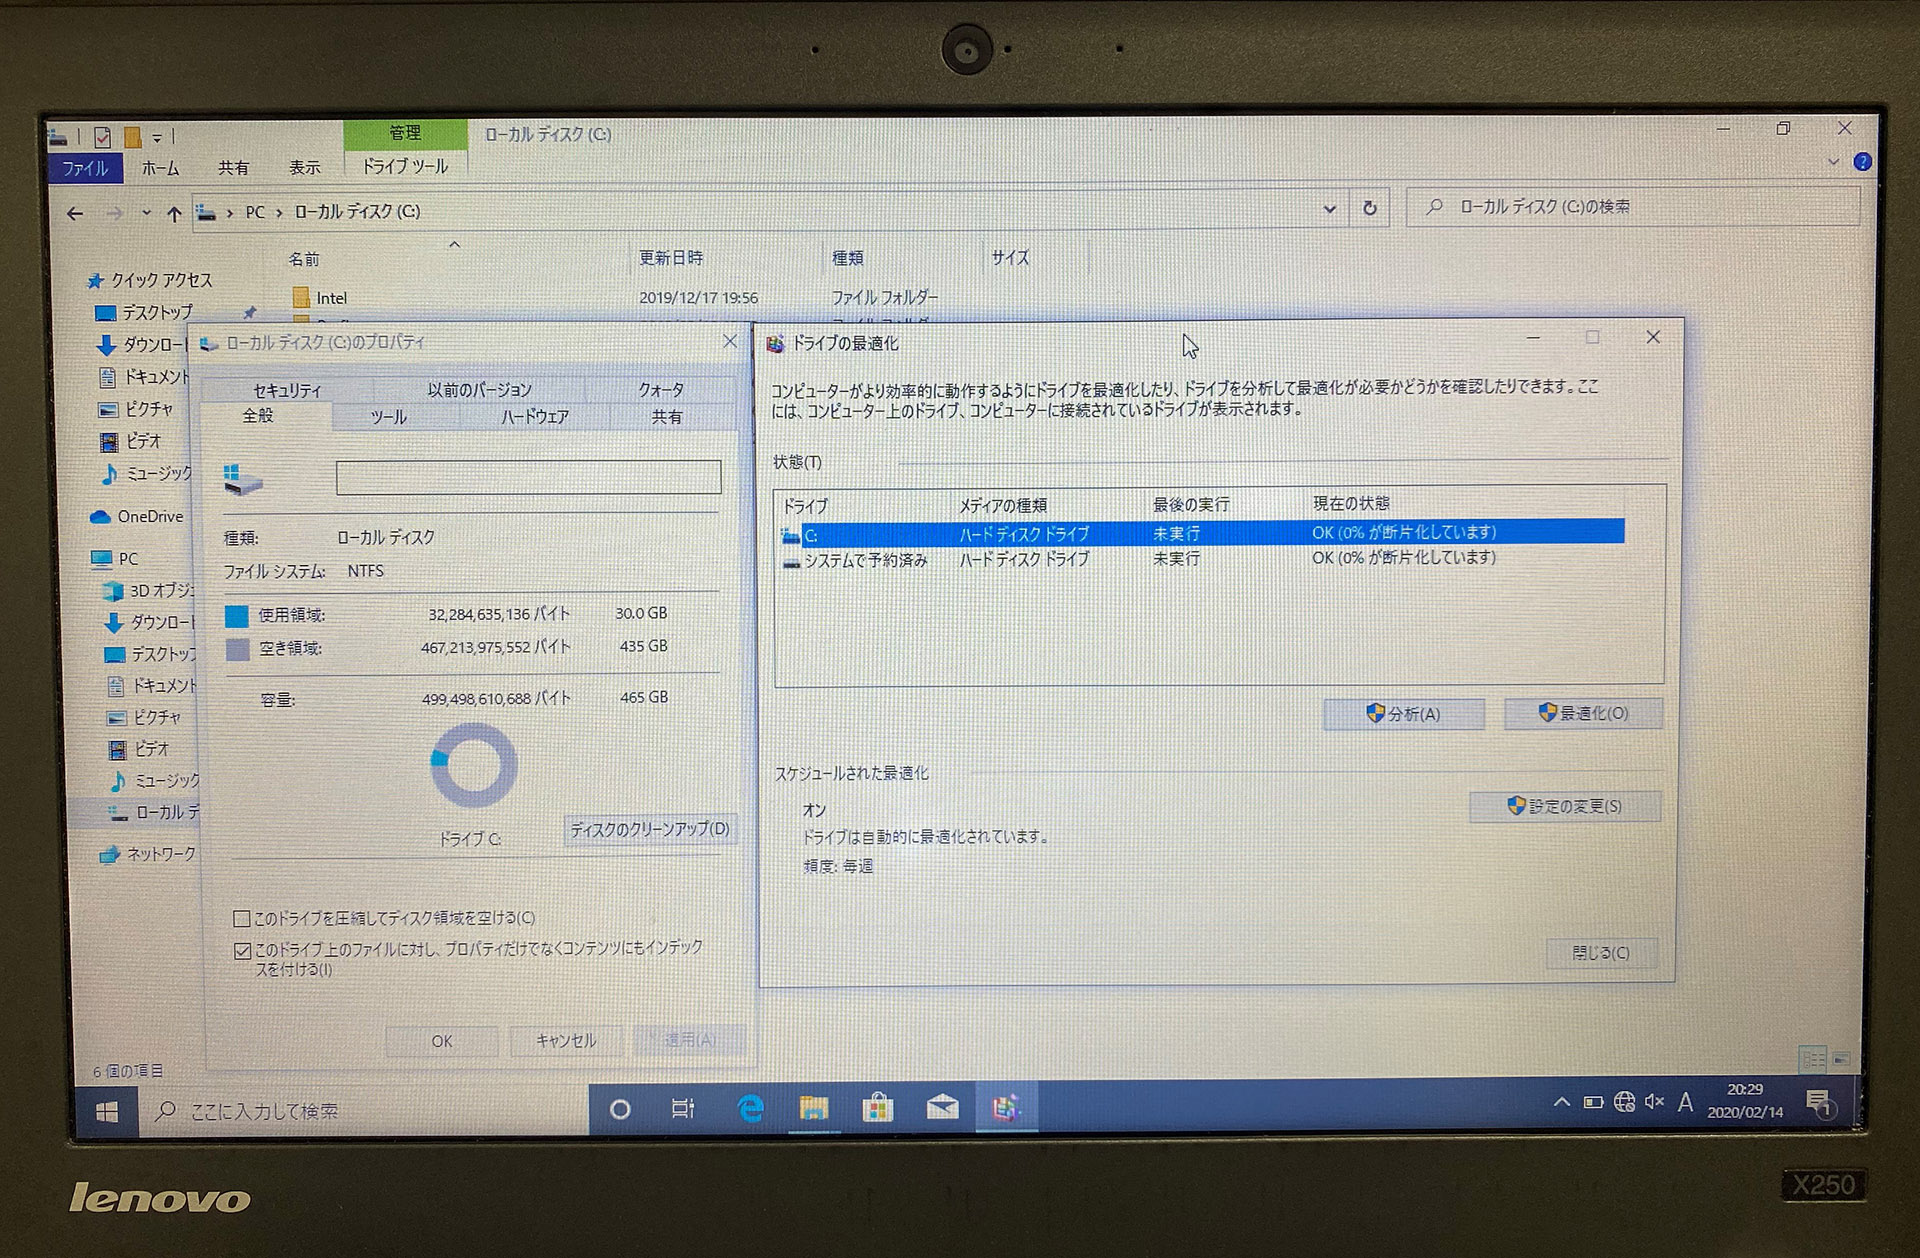 管理
ローカル ディスク (C:)
ファイル
ホーム
共有
表示
ドライブ ツール
PC
ローカル ディスク (C:)
ローカル ディスク (C:)の検索
名前
更新日時
種類
サイズ
Intel
2019/12/17 19:56
ファイル フォルダー
クイック アクセス
デスクトップ
ダウンロー
ドキュメント
ピクチャ
ビデオ
ミュージック
OneDrive
PC
3D オブジ
ダウンロー
デスクトップ
ドキュメント
ピクチャ
ビデオ
ミュージック
ローカル デ
ネットワーク
6 個の項目
ローカル ディスク (C:)のプロパティ
セキュリティ
以前のバージョン
クォータ
全般
ツール
ハードウェア
共有
種類:
ローカル ディスク
ファイル システム:
NTFS
使用領域:
32,284,635,136 バイト
30.0 GB
空き領域:
467,213,975,552 バイト
435 GB
容量:
499,498,610,688 バイト
465 GB
ドライブ C:
ディスクのクリーンアップ(D)
このドライブを圧縮してディスク領域を空ける(C)
このドライブ上のファイルに対し、プロパティだけでなくコンテンツにもインデック
スを付ける(I)
OK
キャンセル
適用(A)
ドライブの最適化
コンピューターがより効率的に動作するようにドライブを最適化したり、ドライブを分析して最適化が必要かどうかを確認したりできます。ここ
には、コンピューター上のドライブ、コンピューターに接続されているドライブが表示されます。
状態(T)
ドライブ
メディアの種類
最後の実行
現在の状態
C:
ハード ディスク ドライブ
未実行
OK (0% が断片化しています)
システムで予約済み
ハード ディスク ドライブ
未実行
OK (0% が断片化しています)
分析(A)
最適化(O)
スケジュールされた最適化
オン
ドライブは自動的に最適化されています。
頻度: 毎週
設定の変更(S)
閉じる(C)
ここに入力して検索
A
20:29
2020/02/14
1
lenovo
X250